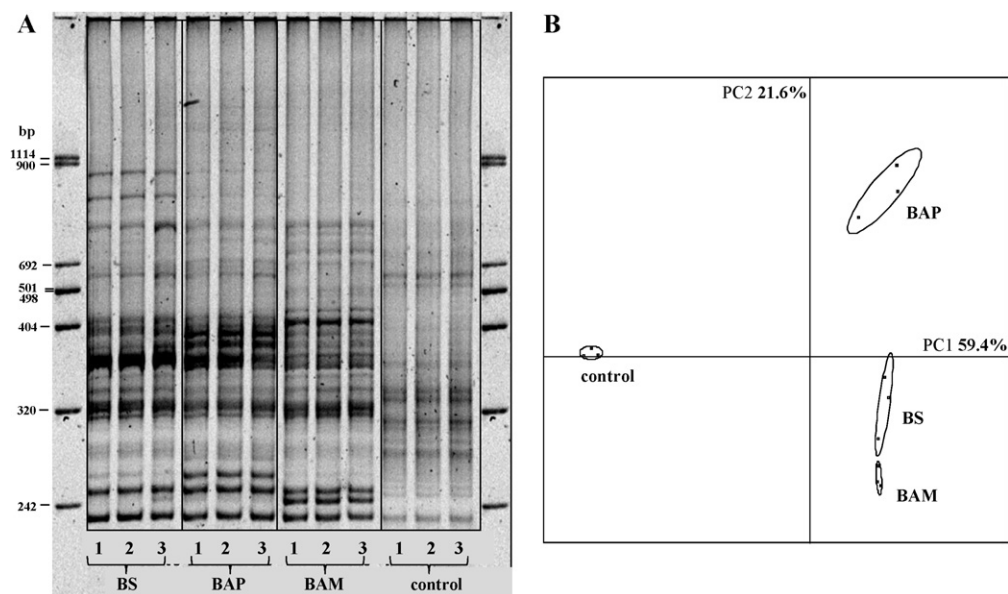 A
bp
1114
900
692
501
498
404
320
242
1 2 3 1 2 3 1 2 3 1 2 3
BS BAP BAM control
B
PC2 21.6%
BAP
PC1 59.4%
control
BS
BAM